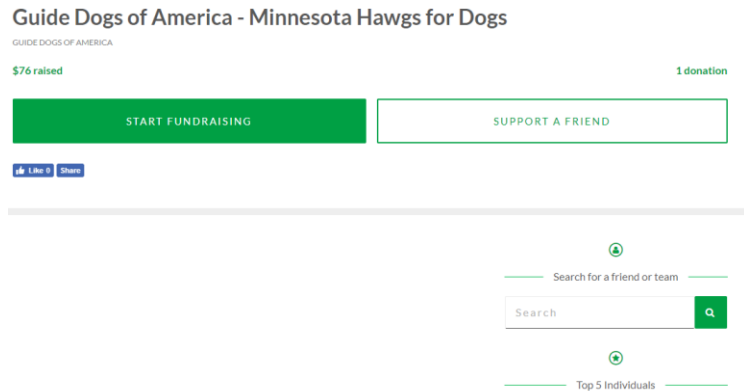 Guide Dogs of America - Minnesota Hawgs for Dogs
GUIDE DOGS OF AMERICA
$76 raised
1 donation
START FUNDRAISING
SUPPORT A FRIEND
Like 0 Share
Search for a friend or team
Search
Top 5 Individuals